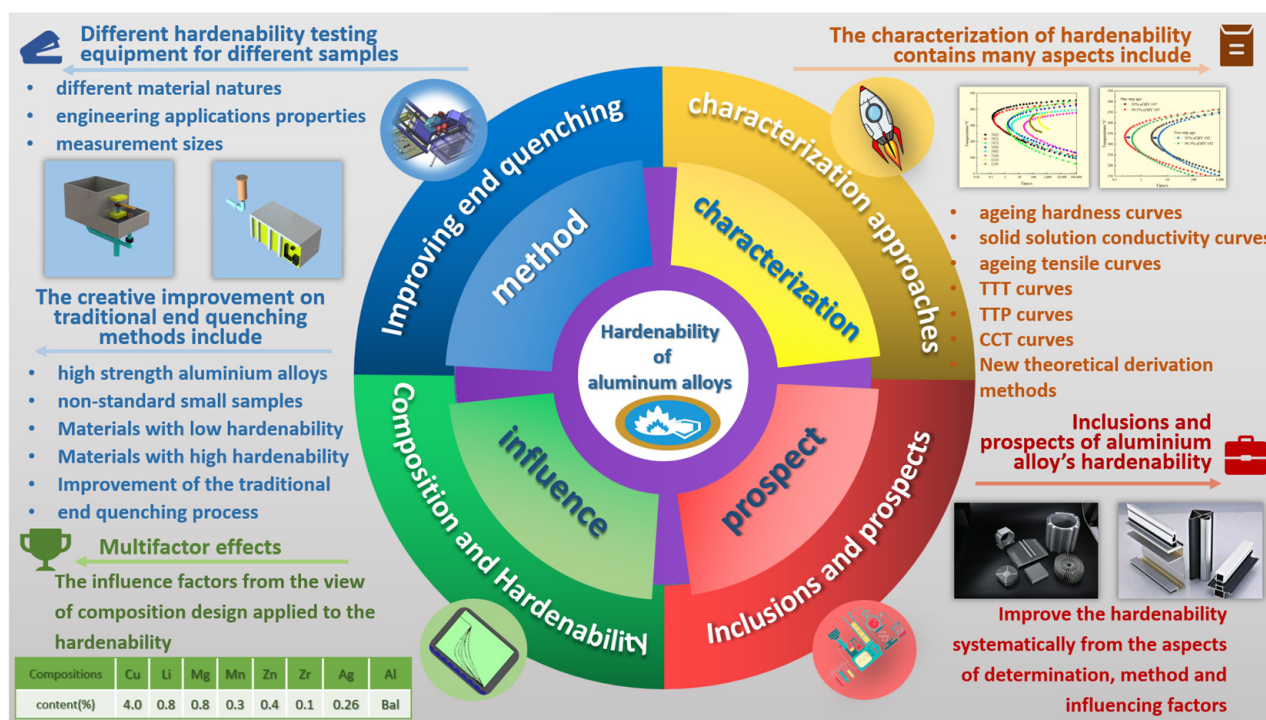 Different hardenability testing
equipment for different samples
• different material natures
• engineering applications properties
• measurement sizes
The creative improvement on
traditional end quenching
methods include
• high strength aluminium alloys
• non-standard small samples
• Materials with low hardenability
• Materials with high hardenability
• Improvement of the traditional
• end quenching process
Multifactor effects
The influence factors from the view
of composition design applied to the
hardenability
Compositions Cu Li Mg Mn Zn Zr Ag Al
content(%) 4.0 0.8 0.8 0.3 0.4 0.1 0.26 Bal
Improving end quenching
method
characterization approaches
characterization
Hardenability
of
aluminum alloys
Composition and Hardenability
influence
Inclusions and prospects
prospect
The characterization of hardenability
contains many aspects include
Temperature/°C
Time/s
Temperature/°C
Time/s
• ageing hardness curves
• solid solution conductivity curves
• ageing tensile curves
• TTT curves
• TTP curves
• CCT curves
• New theoretical derivation
methods
Inclusions and
prospects of aluminium
alloy's hardenability
Improve the hardenability
systematically from the aspects
of determination, method and
influencing factors